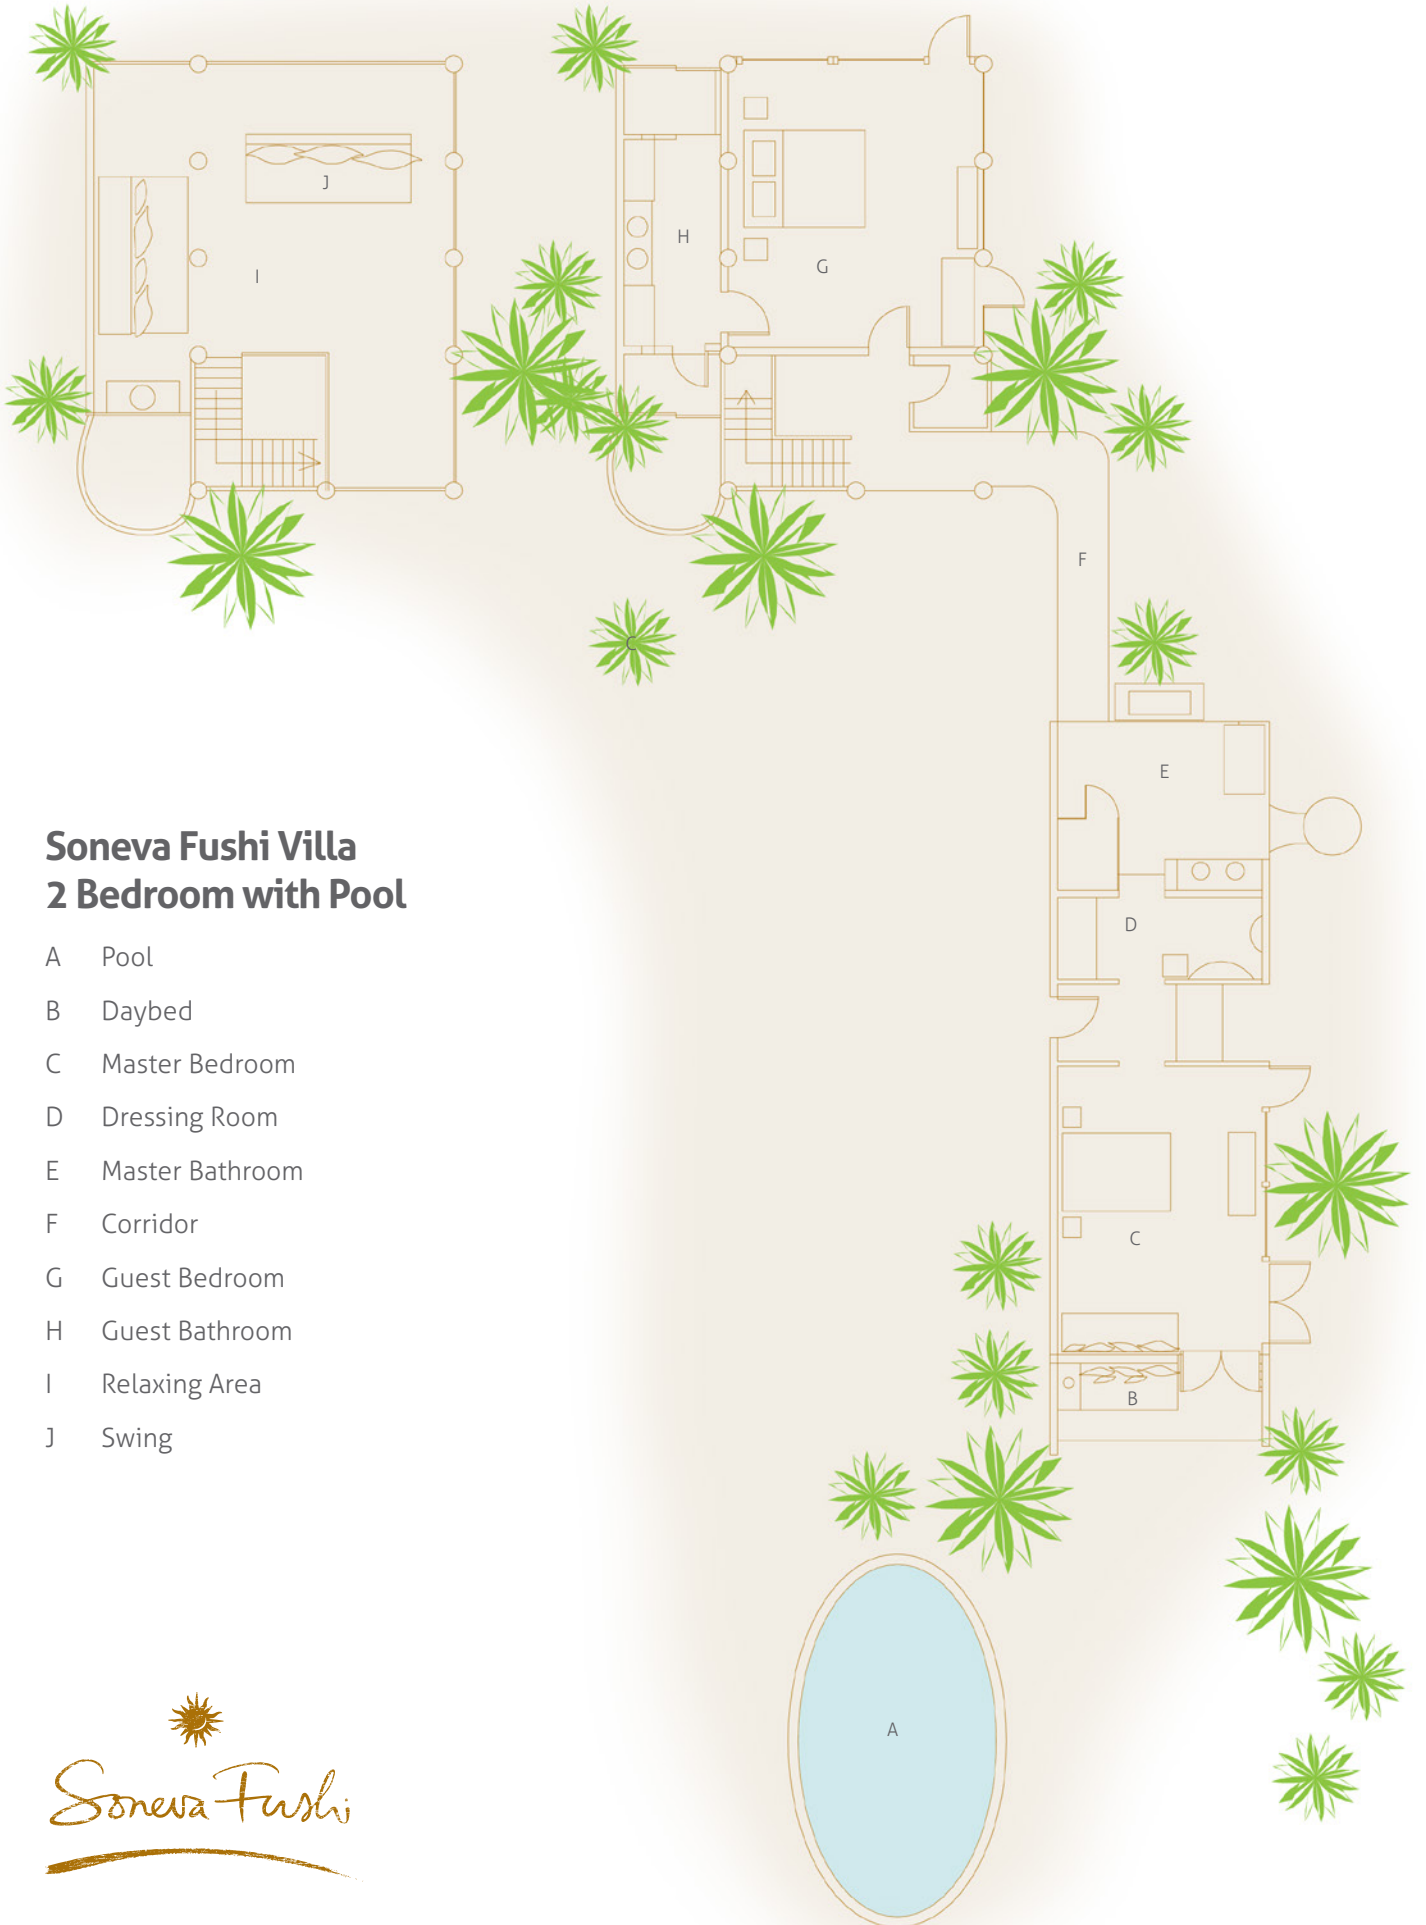 J
H
G
I
F
C
E
D
C
B
A
Soneva Fushi Villa
2 Bedroom with Pool
A Pool
B Daybed
C Master Bedroom
D Dressing Room
E Master Bathroom
F Corridor
G Guest Bedroom
H Guest Bathroom
I Relaxing Area
J Swing
Soneva Fushi